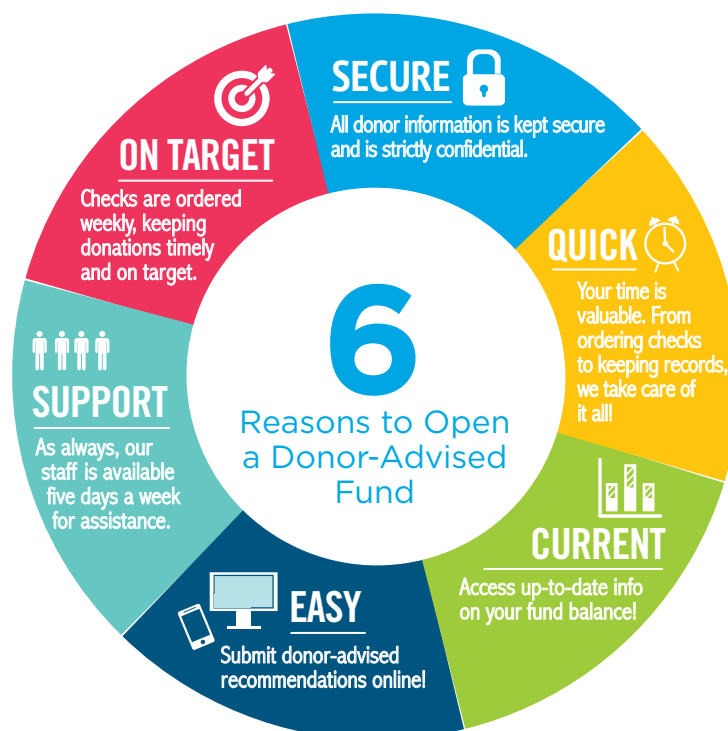 6
Reasons to Open
a Donor-Advised
Fund
SECURE
All donor information is kept secure
and is strictly confidential.
QUICK
Your time is
valuable. From
ordering checks
to keeping records,
we take care of
it all!
CURRENT
Access up-to-date info
on your fund balance!
EASY
Submit donor-advised
recommendations online!
SUPPORT
As always, our
staff is available
five days a week
for assistance.
ON TARGET
Checks are ordered
weekly, keeping
donations timely
and on target.